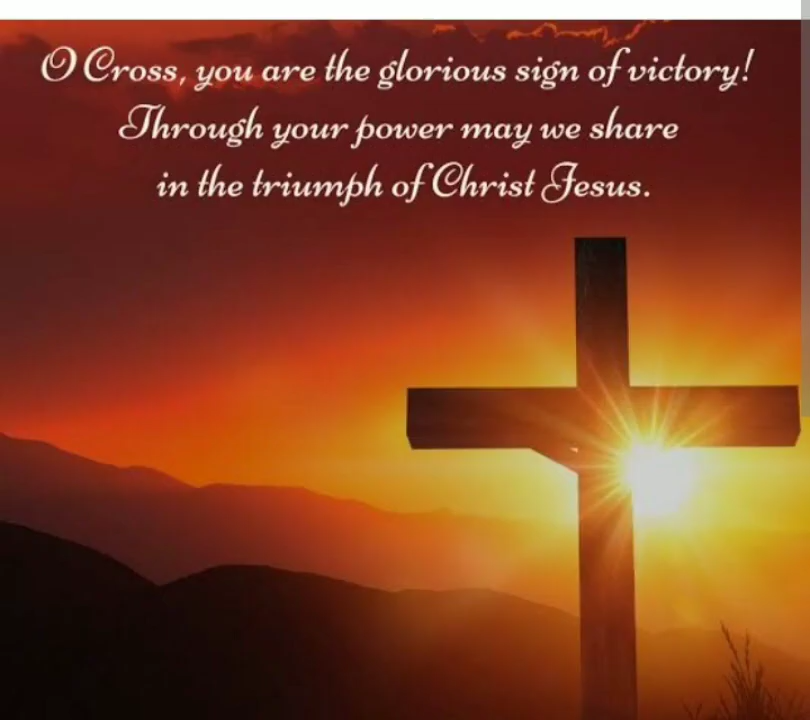 O Cross, you are the glorious sign of victory!
Through your power may we share
in the triumph of Christ Jesus.